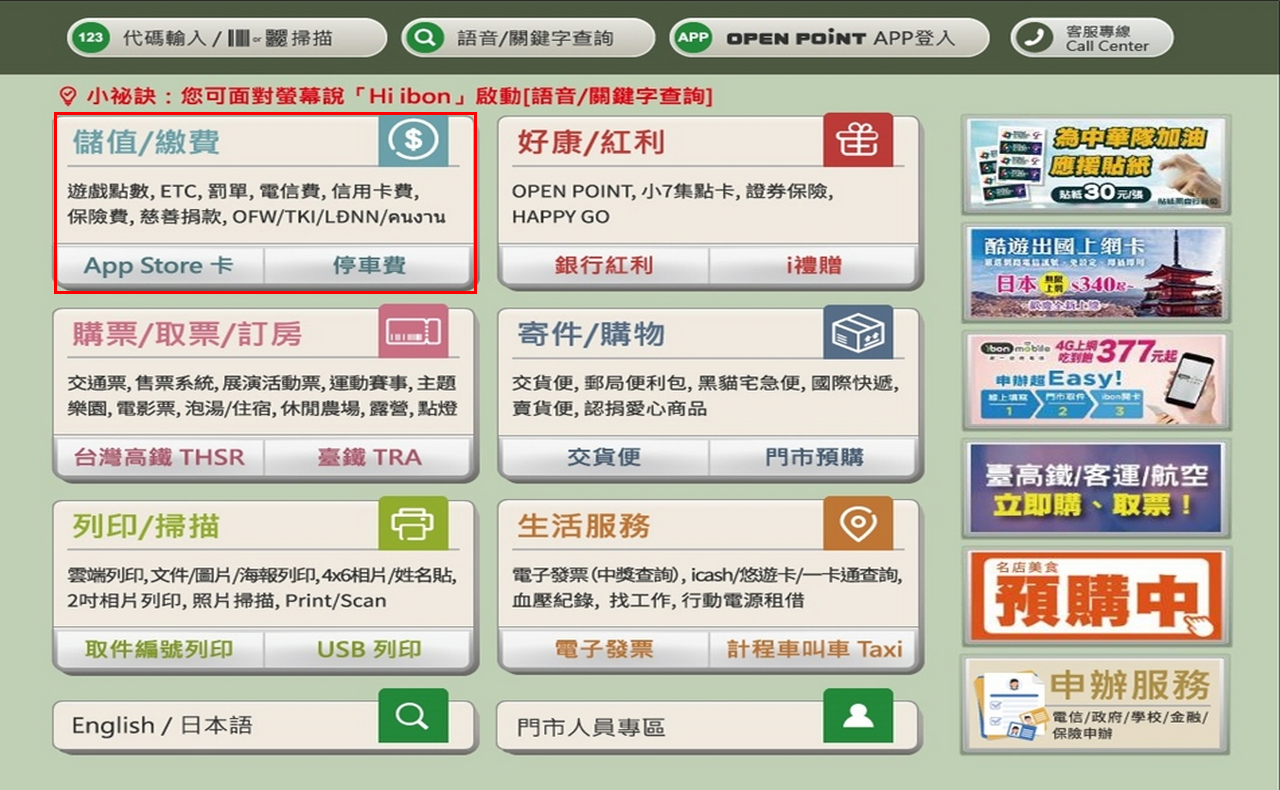 123 代碼輸入 / or 掃描
語音/關鍵字查詢
APP OPEN POiNT APP登入
客服專線
Call Center
小祕訣：您可面對螢幕說「Hi ibon」啟動[語音/關鍵字查詢]
儲值/繳費
$
遊戲點數, ETC, 罰單, 電信費, 信用卡費,
保險費, 慈善捐款, OFW/TKI/LĐNN/คนงาน
App Store 卡
停車費
好康/紅利
OPEN POINT, 小7集點卡, 證券保險,
HAPPY GO
銀行紅利
i禮贈
購票/取票/訂房
交通票, 售票系統, 展演活動票, 運動賽事, 主題
樂園, 電影票, 泡湯/住宿, 休閒農場, 露營, 點燈
台灣高鐵 THSR
臺鐵 TRA
寄件/購物
交貨便, 郵局便利包, 黑貓宅急便, 國際快遞,
賣貨便, 認捐愛心商品
交貨便
門市預購
列印/掃描
雲端列印, 文件/圖片/海報列印, 4x6相片/姓名貼,
2吋相片列印, 照片掃描, Print/Scan
取件編號列印
USB 列印
生活服務
電子發票(中獎查詢), icash/悠遊卡/一卡通查詢,
血壓紀錄, 找工作, 行動電源租借
電子發票
計程車叫車 Taxi
English / 日本語
門市人員專區
為中華隊加油
應援貼紙
貼紙30元/張
酷遊出國上網卡
日本 無限上網 $340起~
ibon mobile 4G上網吃到飽 377元起
申辦超Easy!
線上填寫 門市取件 ibon開卡
1 2 3
臺高鐵/客運/航空
立即購、取票！
名店美食
預購中
申辦服務
電信/政府/學校/金融/
保險申辦